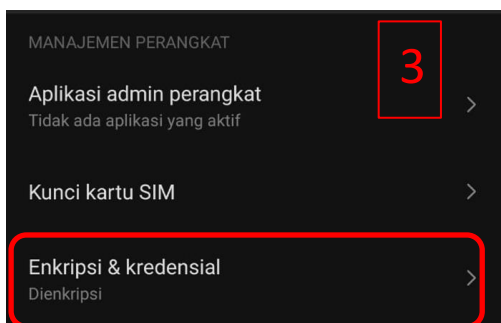 MANAJEMEN PERANGKAT
3
Aplikasi admin perangkat
Tidak ada aplikasi yang aktif
Kunci kartu SIM
Enkripsi & kredensial
Dienkripsi